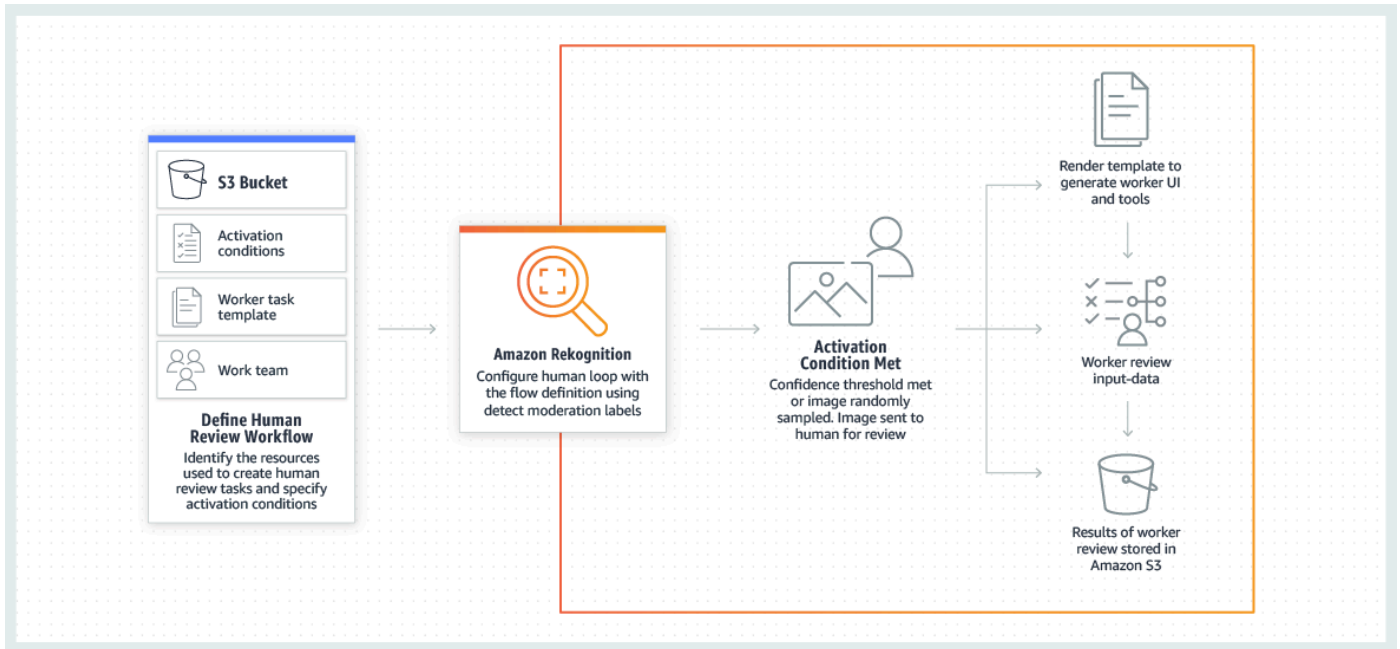 S3 Bucket
Activation
conditions
Worker task
template
Work team
Define Human
Review Workflow
Identify the resources
used to create human
review tasks and specify
activation conditions
Amazon Rekognition
Configure human loop with
the flow definition using
detect moderation labels
Activation
Condition Met
Confidence threshold met
or image randomly
sampled. Image sent to
human for review
Render template to
generate worker UI
and tools
Worker review
input-data
Results of worker
review stored in
Amazon S3